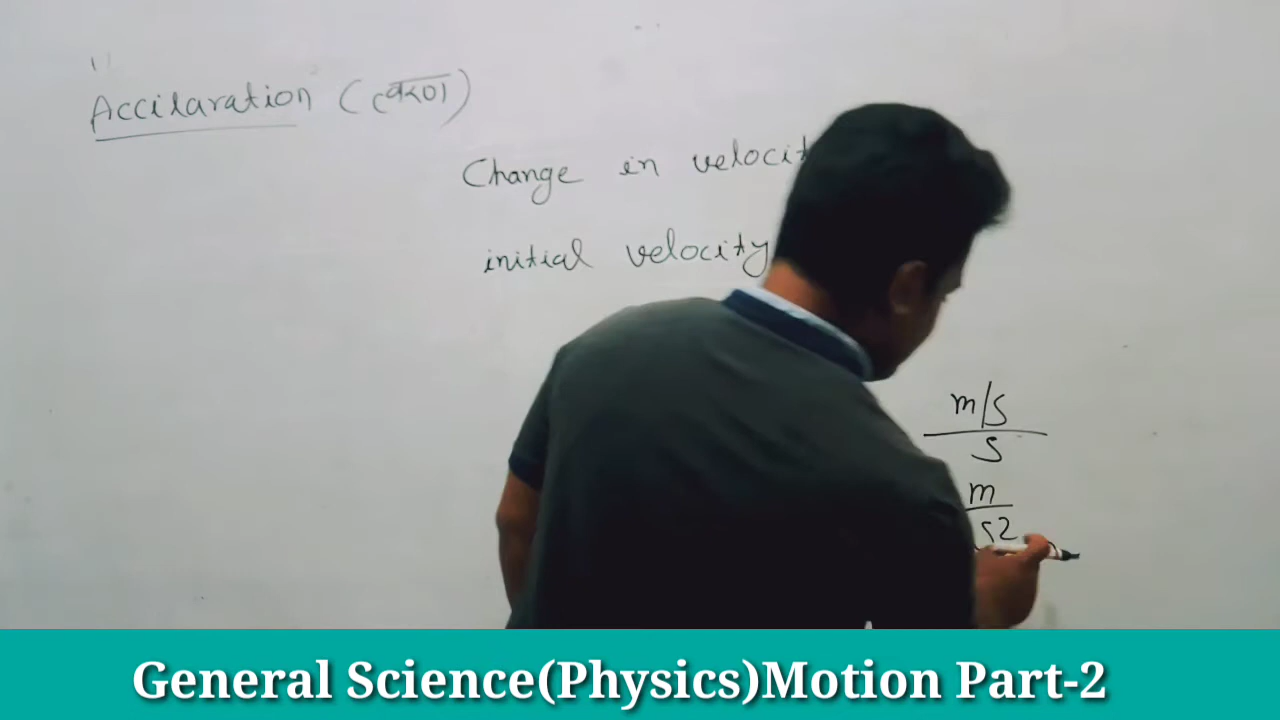 Accilaration (त्वरण)
Change in velocit
initial velocity
m/s
s
m
s2
General Science(Physics)Motion Part-2